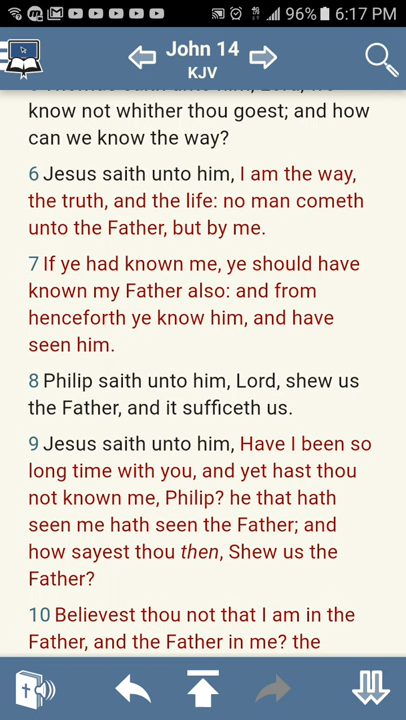 96% 6:17 PM
John 14
KJV
know not whither thou goest; and how
can we know the way?
6 Jesus saith unto him, I am the way,
the truth, and the life: no man cometh
unto the Father, but by me.
7 If ye had known me, ye should have
known my Father also: and from
henceforth ye know him, and have
seen him.
8 Philip saith unto him, Lord, shew us
the Father, and it sufficeth us.
9 Jesus saith unto him, Have I been so
long time with you, and yet hast thou
not known me, Philip? he that hath
seen me hath seen the Father; and
how sayest thou then, Shew us the
Father?
10 Believest thou not that I am in the
Father, and the Father in me? the